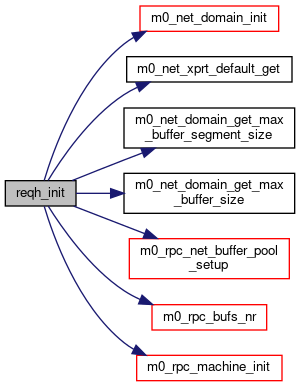 m0_net_domain_init
m0_net_xprt_default_get
m0_net_domain_get_max
_buffer_segment_size
reqh_init
m0_net_domain_get_max
_buffer_size
m0_rpc_net_buffer_pool
_setup
m0_rpc_bufs_nr
m0_rpc_machine_init